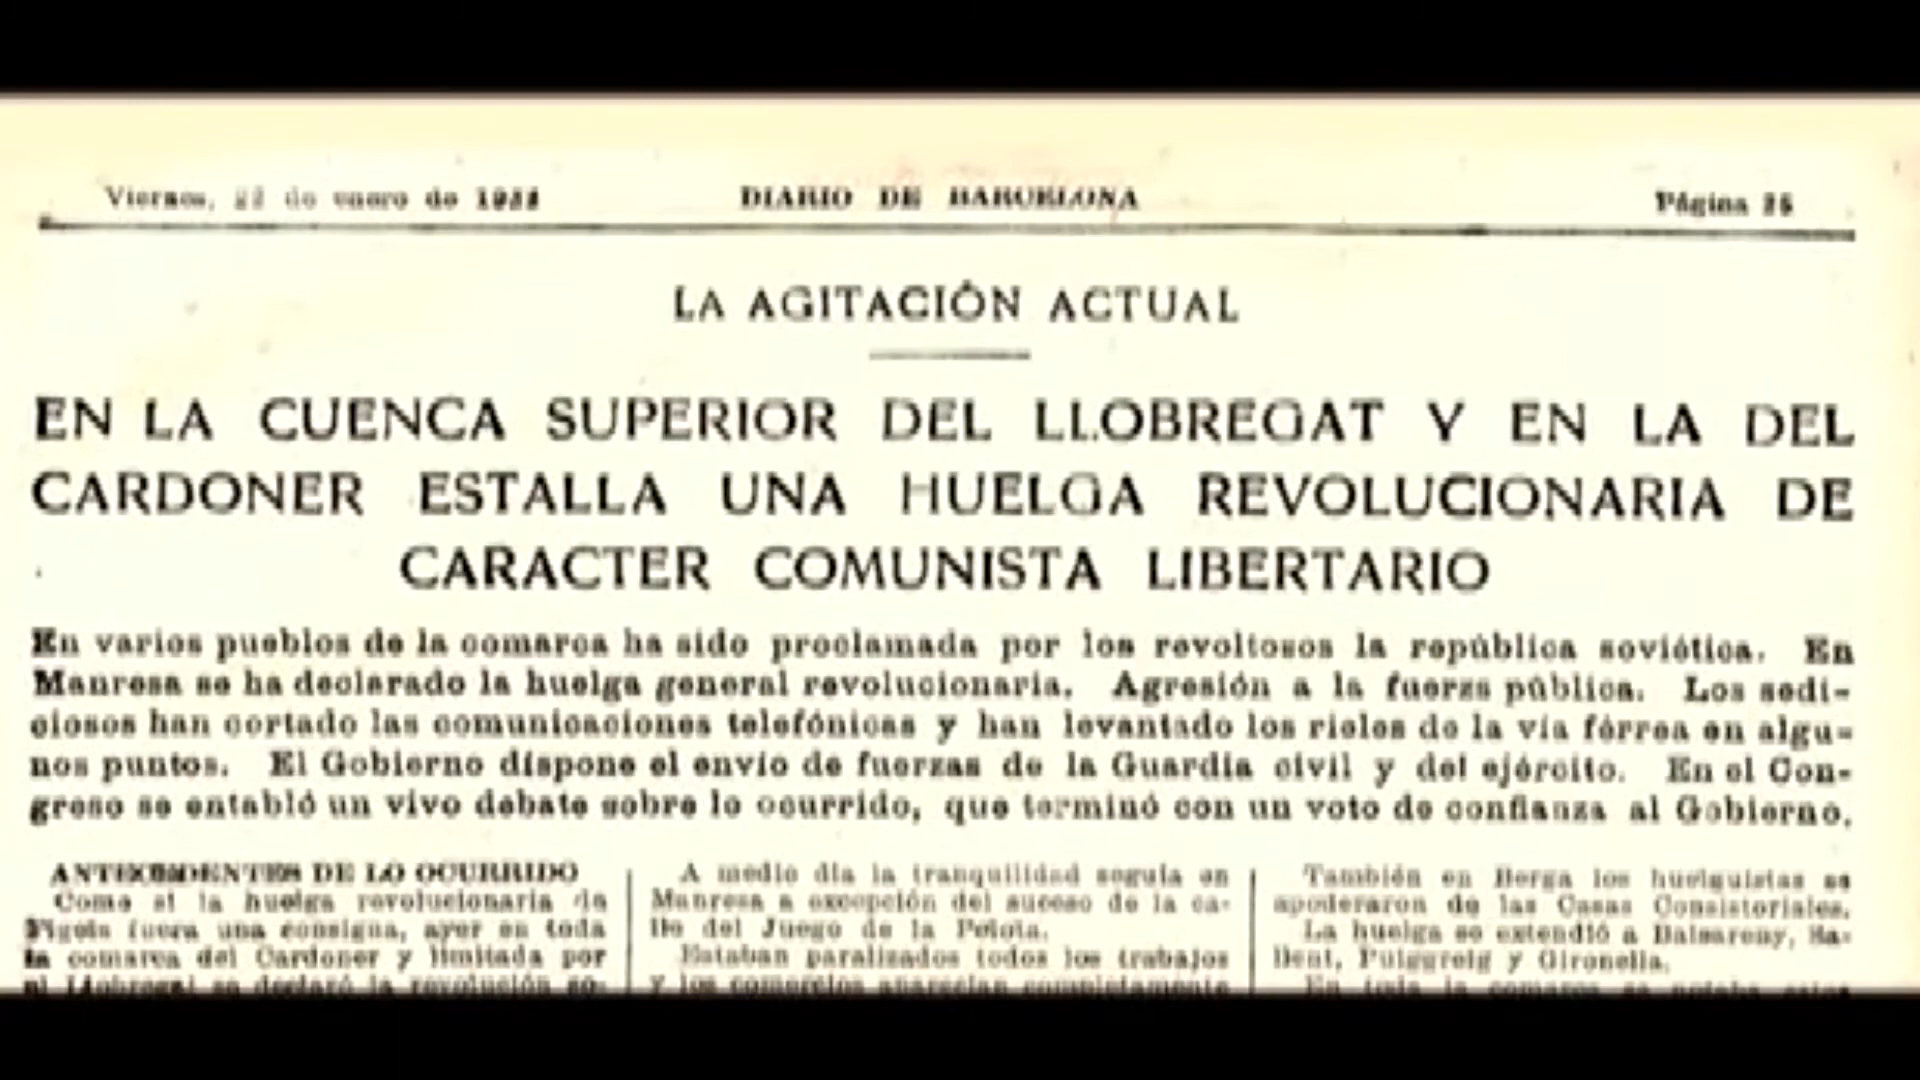 Viernes, 22 de enero de 1932
DIARIO DE BARCELONA
Página 25
LA AGITACIÓN ACTUAL
EN LA CUENCA SUPERIOR DEL LLOBREGAT Y EN LA DEL
CARDONER ESTALLA UNA HUELGA REVOLUCIONARIA DE
CARACTER COMUNISTA LIBERTARIO
En varios pueblos de la comarca ha sido proclamada por los revoltosos la república soviética. En
Manresa se ha declarado la huelga general revolucionaria. Agresión a la fuerza pública. Los sedi-
ciosos han cortado las comunicaciones telefónicas y han levantado los rieles de la vía férrea en algu-
nos puntos. El Gobierno dispone el envío de fuerzas de la Guardia civil y del ejército. En el Con-
greso se entabló un vivo debate sobre lo ocurrido, que terminó con un voto de confianza al Gobierno.
ANTECEDENTES DE LO OCURRIDO
Como si la huelga revolucionaria de
Fígols fuera una consigna, ayer en toda
la comarca del Cardoner y limitada por
el Llobregat se declaró la revolución so-
A medio día la tranquilidad seguía en
Manresa a excepción del suceso de la ca-
lle del Juego de la Pelota.
Estaban paralizados todos los trabajos
y los comercios aparecían completamente
También en Berga los huelguistas se
apoderaron de las Casas Consistoriales.
La huelga se extendió a Balsareny, Sa-
llent, Puigreig y Gironella.
En toda la comarca se notaba